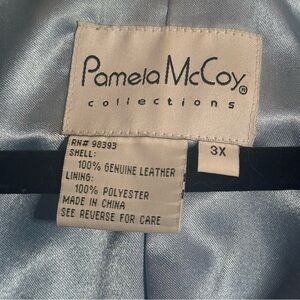 Pamela McCoy®
collections
3X
RN# 98393
SHELL:
100% GENUINE LEATHER
LINING:
100% POLYESTER
MADE IN CHINA
SEE REVERSE FOR CARE